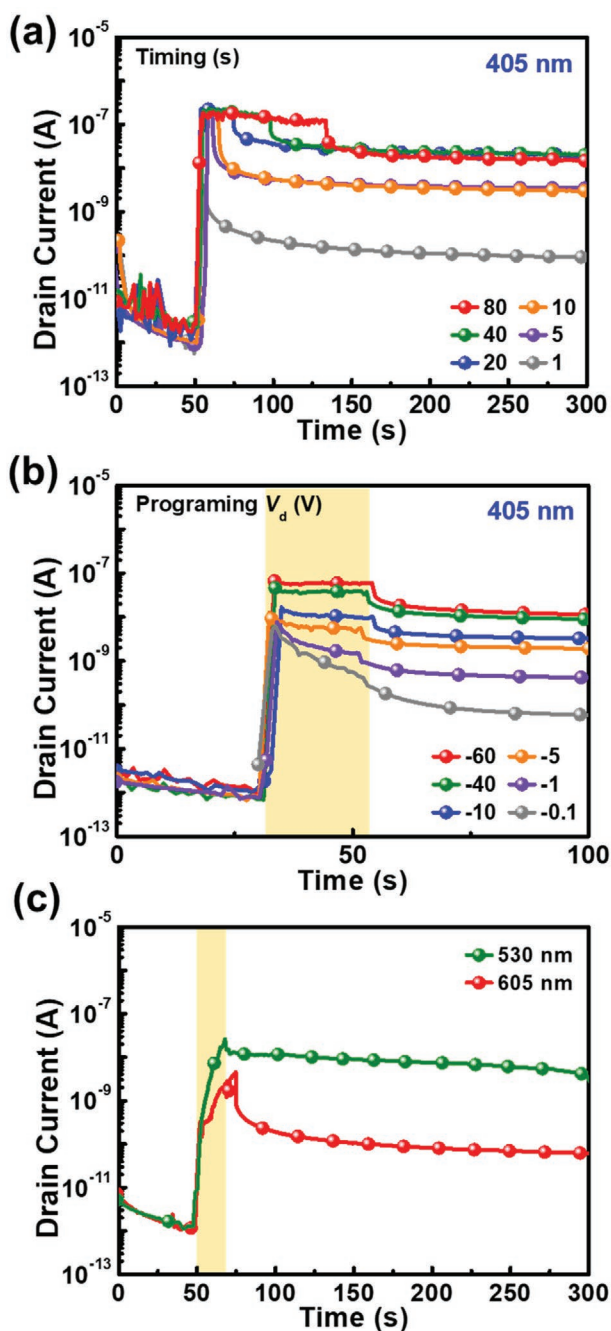 (a)
Timing (s) 405 nm
10⁻⁵
10⁻⁷
10⁻⁹
10⁻¹¹
10⁻¹³
Drain Current (A)
80 10
40 5
20 1
0 50 100 150 200 250 300
Time (s)
(b)
Programing Vd (V) 405 nm
10⁻⁵
10⁻⁷
10⁻⁹
10⁻¹¹
10⁻¹³
Drain Current (A)
-60 -5
-40 -1
-10 -0.1
0 50 100
Time (s)
(c)
530 nm
605 nm
10⁻⁵
10⁻⁷
10⁻⁹
10⁻¹¹
10⁻¹³
Drain Current (A)
0 50 100 150 200 250 300
Time (s)